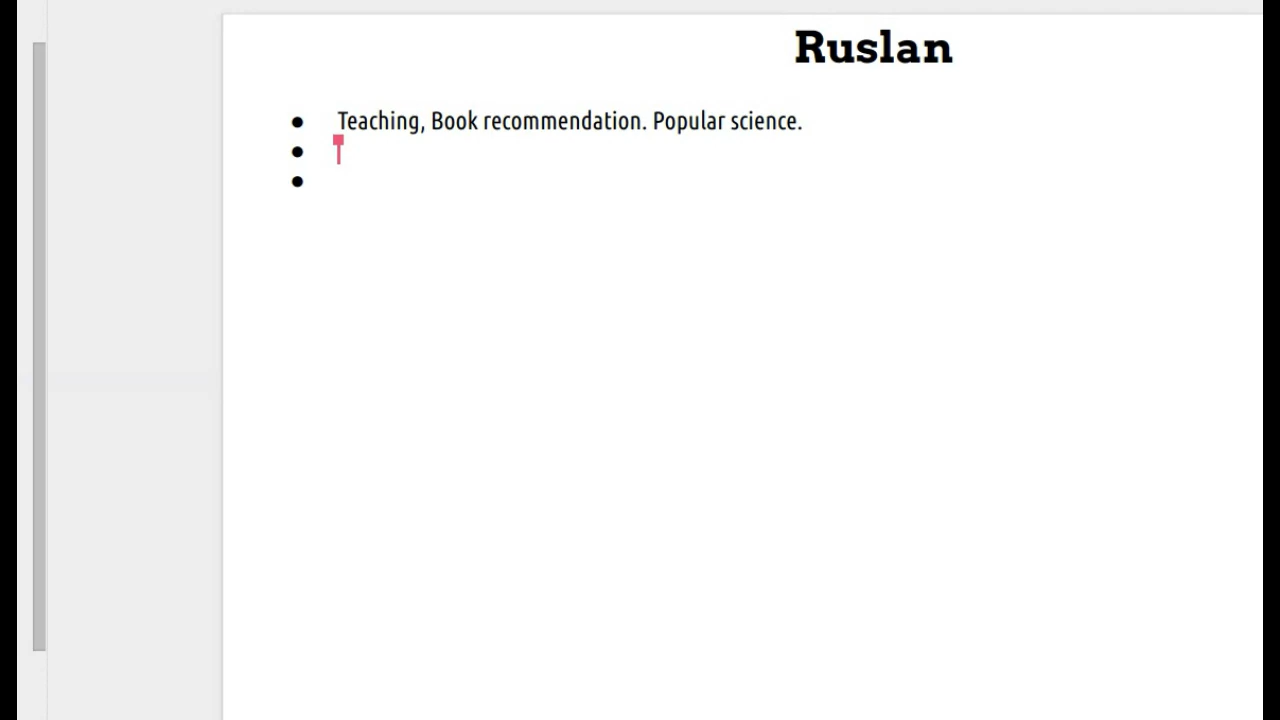 Ruslan
● Teaching, Book recommendation. Popular science.
●
●